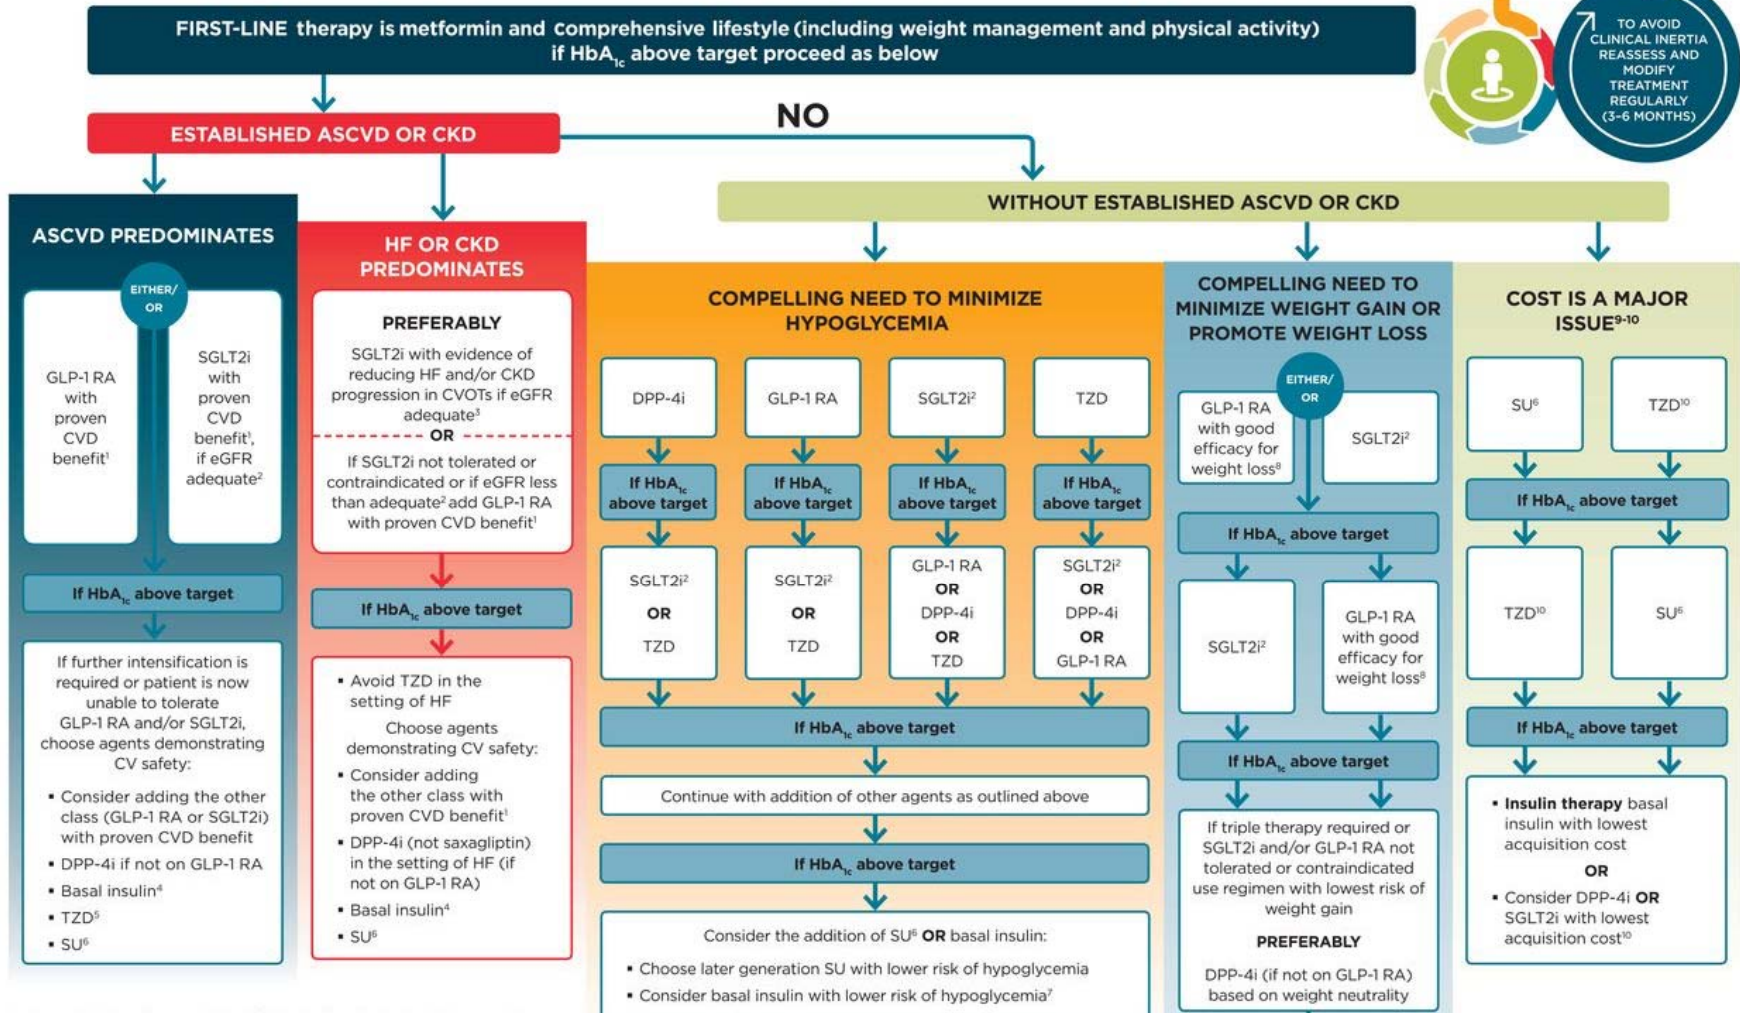 FIRST-LINE therapy is metformin and comprehensive lifestyle (including weight management and physical activity)
if HbA1c above target proceed as below
TO AVOID
CLINICAL INERTIA
REASSESS AND
MODIFY
TREATMENT
REGULARLY
(3-6 MONTHS)
ESTABLISHED ASCVD OR CKD
NO
WITHOUT ESTABLISHED ASCVD OR CKD
ASCVD PREDOMINATES
EITHER/
OR
GLP-1 RA
with
proven
CVD
benefit¹
SGLT2i
with
proven
CVD
benefit¹,
if eGFR
adequate²
If HbA1c above target
If further intensification is
required or patient is now
unable to tolerate
GLP-1 RA and/or SGLT2i,
choose agents demonstrating
CV safety:
▪ Consider adding the other
class (GLP-1 RA or SGLT2i)
with proven CVD benefit
▪ DPP-4i if not on GLP-1 RA
▪ Basal insulin⁴
▪ TZD⁵
▪ SU⁶
HF OR CKD
PREDOMINATES
PREFERABLY
SGLT2i with evidence of
reducing HF and/or CKD
progression in CVOTs if eGFR
adequate³
OR
If SGLT2i not tolerated or
contraindicated or if eGFR less
than adequate² add GLP-1 RA
with proven CVD benefit¹
If HbA1c above target
▪ Avoid TZD in the
setting of HF
Choose agents
demonstrating CV safety:
▪ Consider adding
the other class with
proven CVD benefit¹
▪ DPP-4i (not saxagliptin)
in the setting of HF (if
not on GLP-1 RA)
▪ Basal insulin⁴
▪ SU⁶
COMPELLING NEED TO MINIMIZE
HYPOGLYCEMIA
DPP-4i
GLP-1 RA
SGLT2i²
TZD
If HbA1c
above target
If HbA1c
above target
If HbA1c
above target
If HbA1c
above target
SGLT2i²
OR
TZD
SGLT2i²
OR
TZD
GLP-1 RA
OR
DPP-4i
OR
TZD
SGLT2i²
OR
DPP-4i
OR
GLP-1 RA
If HbA1c above target
Continue with addition of other agents as outlined above
If HbA1c above target
Consider the addition of SU⁶ OR basal insulin:
▪ Choose later generation SU with lower risk of hypoglycemia
▪ Consider basal insulin with lower risk of hypoglycemia⁷
COMPELLING NEED TO
MINIMIZE WEIGHT GAIN OR
PROMOTE WEIGHT LOSS
EITHER/
OR
GLP-1 RA
with good
efficacy for
weight loss⁸
SGLT2i²
If HbA1c above target
SGLT2i²
GLP-1 RA
with good
efficacy for
weight loss⁸
If HbA1c above target
If triple therapy required or
SGLT2i and/or GLP-1 RA not
tolerated or contraindicated
use regimen with lowest risk of
weight gain
PREFERABLY
DPP-4i (if not on GLP-1 RA)
based on weight neutrality
COST IS A MAJOR
ISSUE⁹⁻¹⁰
SU⁶
TZD¹⁰
If HbA1c above target
TZD¹⁰
SU⁶
If HbA1c above target
▪ Insulin therapy basal
insulin with lowest
acquisition cost
OR
▪ Consider DPP-4i OR
SGLT2i with lowest
acquisition cost¹⁰